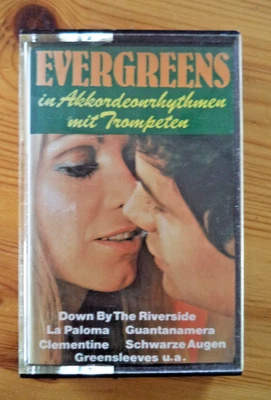 EVERGREENS
in Akkordeonrhythmen
mit Trompeten
Down By The Riverside
La Paloma Guantanamera
Clementine Schwarze Augen
Greensleeves u.a.